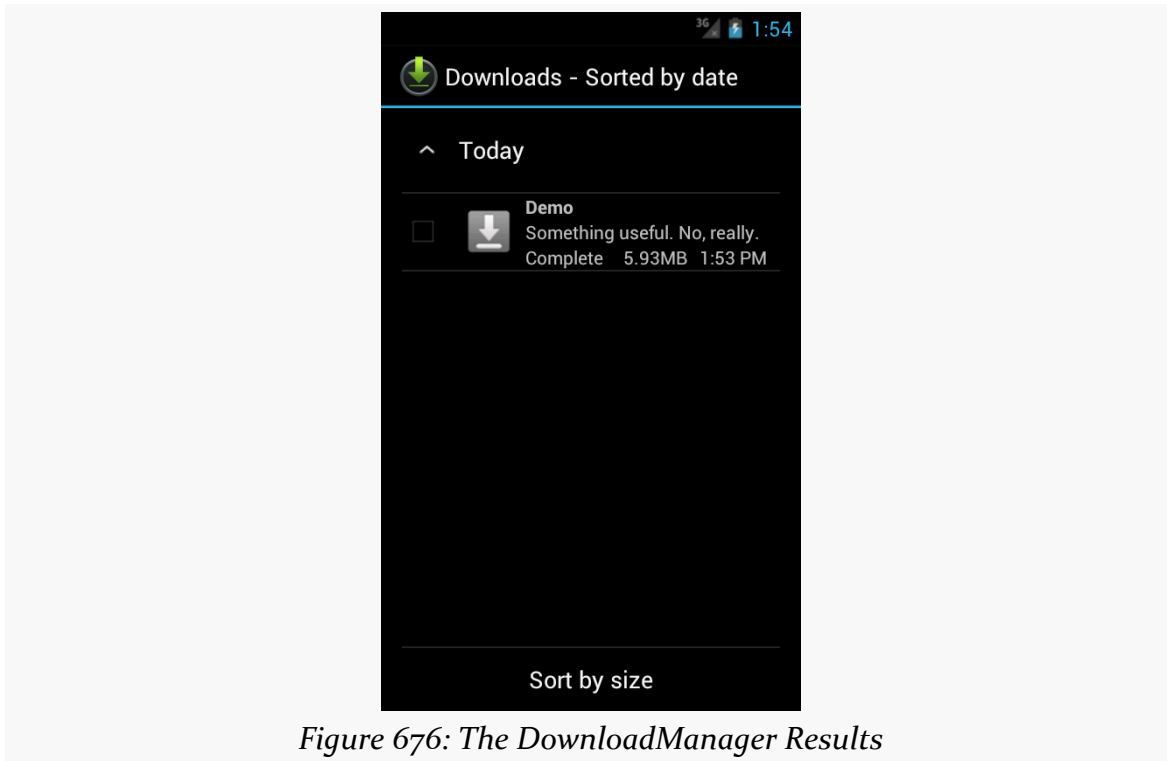 3G 1:54
Downloads - Sorted by date
Today
Demo
Something useful. No, really.
Complete 5.93MB 1:53 PM
Sort by size
Figure 676: The DownloadManager Results